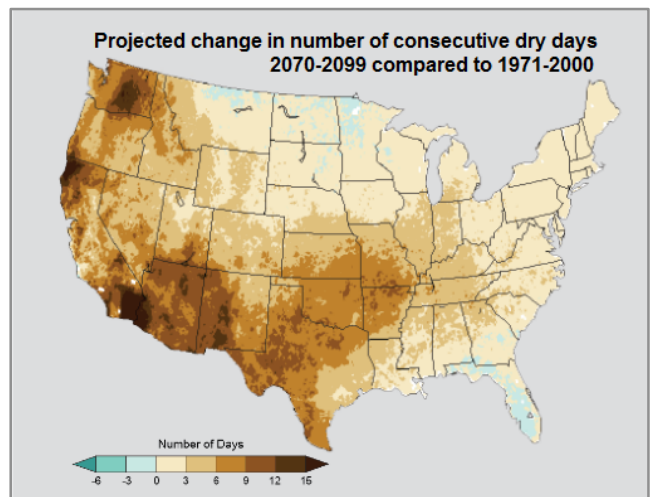 Projected change in number of consecutive dry days
2070-2099 compared to 1971-2000
Number of Days
-6 -3 0 3 6 9 12 15